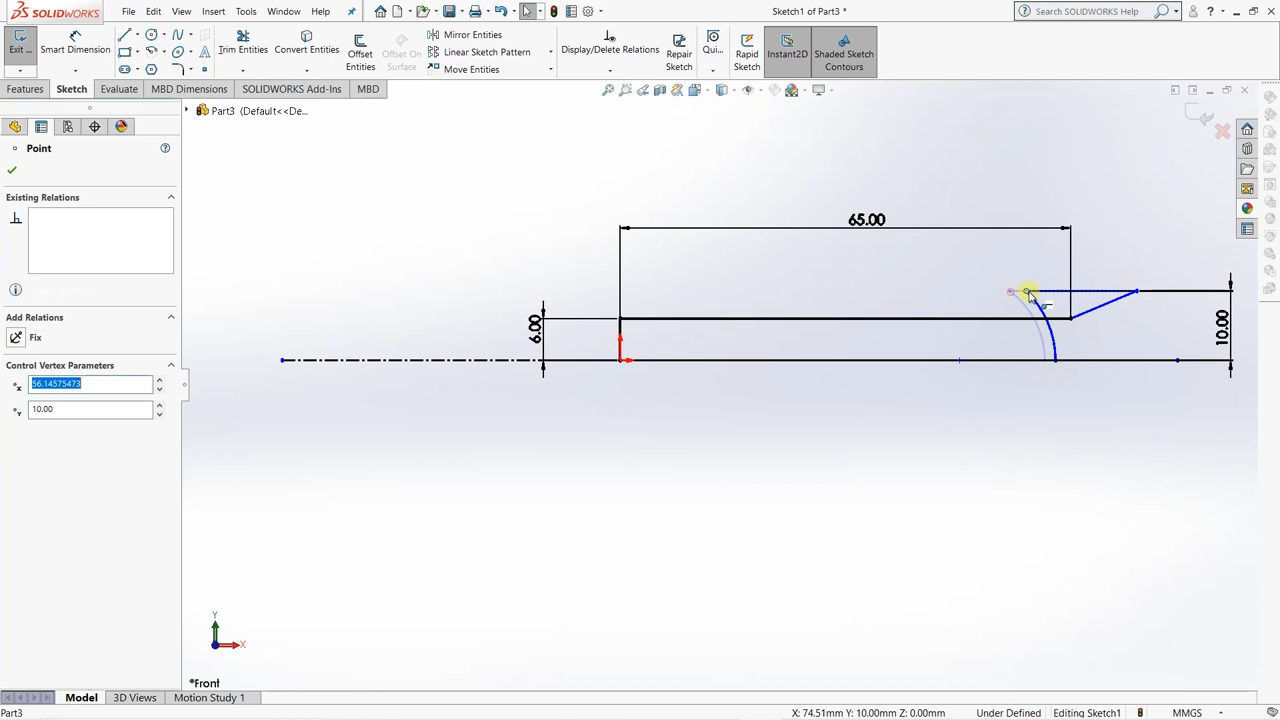 SOLIDWORKS
File Edit View Insert Tools Window Help
Sketch1 of Part3 *
Search SOLIDWORKS Help
Exit ...
Smart Dimension
Trim Entities
Convert Entities
Offset Entities
Offset On Surface
Mirror Entities
Linear Sketch Pattern
Move Entities
Display/Delete Relations
Repair Sketch
Qui...
Rapid Sketch
Instant2D
Shaded Sketch Contours
Features Sketch Evaluate MBD Dimensions SOLIDWORKS Add-Ins MBD
Part3 (Default<<De...
Point
Existing Relations
Add Relations
Fix
Control Vertex Parameters
56.14575473
10.00
65.00
6.00
10.00
Y
X
*Front
Model 3D Views Motion Study 1
Part3
X: 74.51mm Y: 10.00mm Z: 0.00mm
Under Defined
Editing Sketch1
MMGS